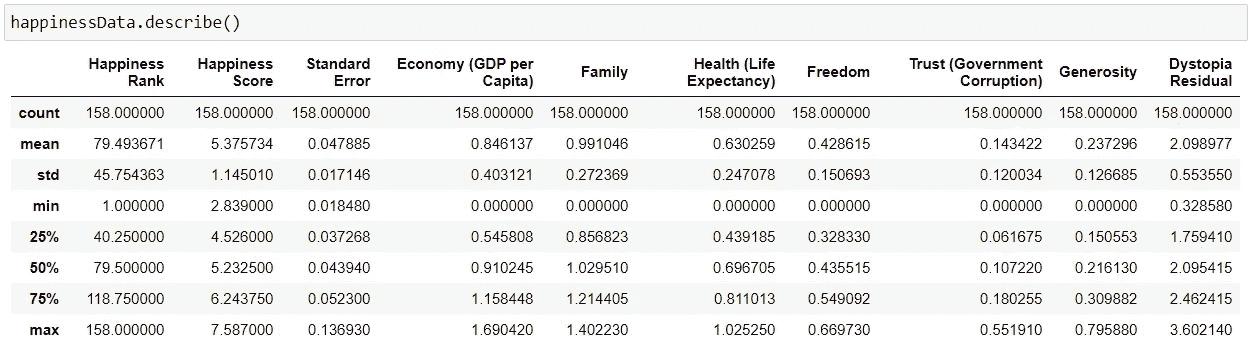 happinessData.describe()
Happiness Rank Happiness Score Standard Error Economy (GDP per Capita) Family Health (Life Expectancy) Freedom Trust (Government Corruption) Generosity Dystopia Residual
count 158.000000 158.000000 158.000000 158.000000 158.000000 158.000000 158.000000 158.000000 158.000000 158.000000
mean 79.493671 5.375734 0.047885 0.846137 0.991046 0.630259 0.428615 0.143422 0.237296 2.098977
std 45.754363 1.145010 0.017146 0.403121 0.272369 0.247078 0.150693 0.120034 0.126685 0.553550
min 1.000000 2.839000 0.018480 0.000000 0.000000 0.000000 0.000000 0.000000 0.000000 0.328580
25% 40.250000 4.526000 0.037268 0.545808 0.856823 0.439185 0.328330 0.061675 0.150553 1.759410
50% 79.500000 5.232500 0.043940 0.910245 1.029510 0.696705 0.435515 0.107220 0.216130 2.095415
75% 118.750000 6.243750 0.052300 1.158448 1.214405 0.811013 0.549092 0.180255 0.309882 2.462415
max 158.000000 7.587000 0.136930 1.690420 1.402230 1.025250 0.669730 0.551910 0.795880 3.602140